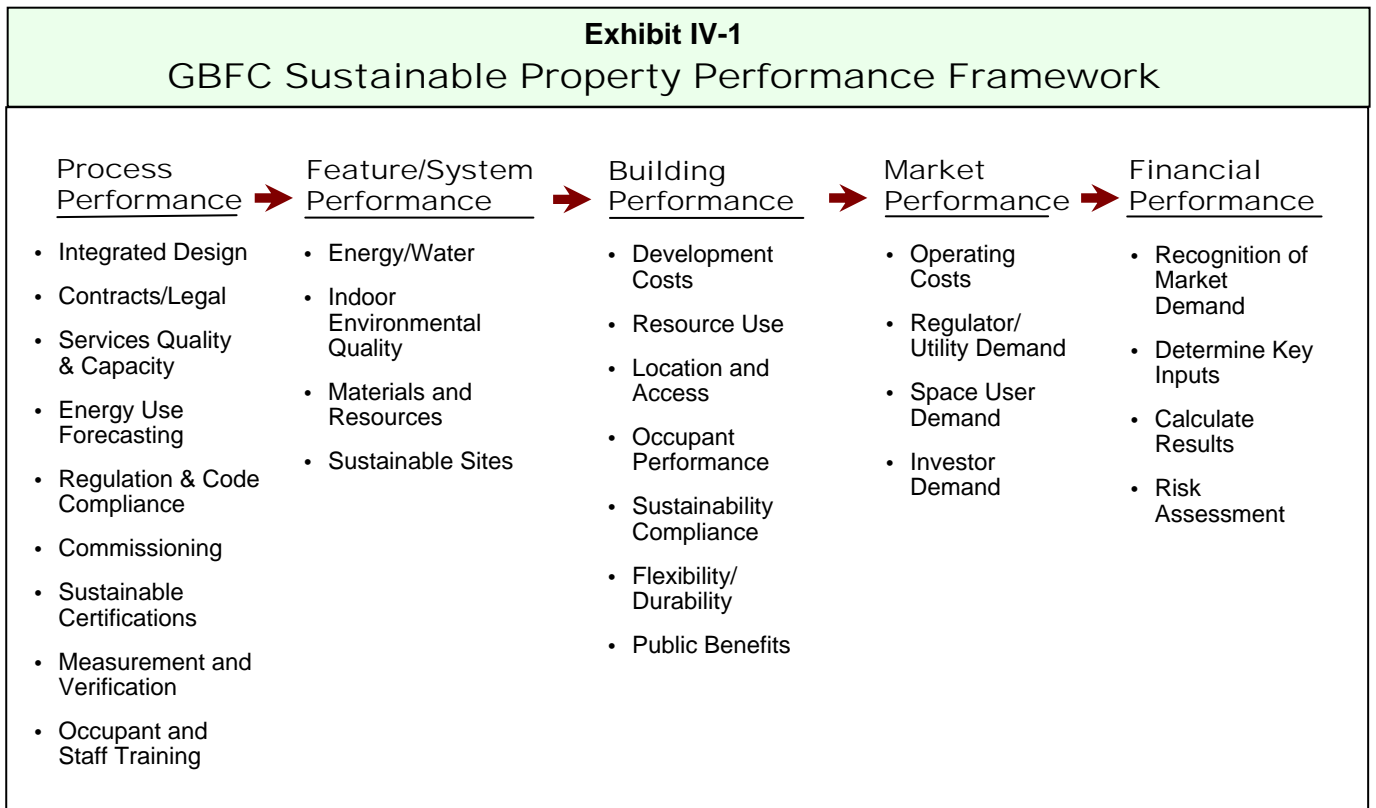 Exhibit IV-1
GBFC Sustainable Property Performance Framework
Process
Performance
• Integrated Design
• Contracts/Legal
• Services Quality
& Capacity
• Energy Use
Forecasting
• Regulation & Code
Compliance
• Commissioning
• Sustainable
Certifications
• Measurement and
Verification
• Occupant and
Staff Training
Feature/System
Performance
• Energy/Water
• Indoor
Environmental
Quality
• Materials and
Resources
• Sustainable Sites
Building
Performance
• Development
Costs
• Resource Use
• Location and
Access
• Occupant
Performance
• Sustainability
Compliance
• Flexibility/
Durability
• Public Benefits
Market
Performance
• Operating
Costs
• Regulator/
Utility Demand
• Space User
Demand
• Investor
Demand
Financial
Performance
• Recognition of
Market
Demand
• Determine Key
Inputs
• Calculate
Results
• Risk
Assessment